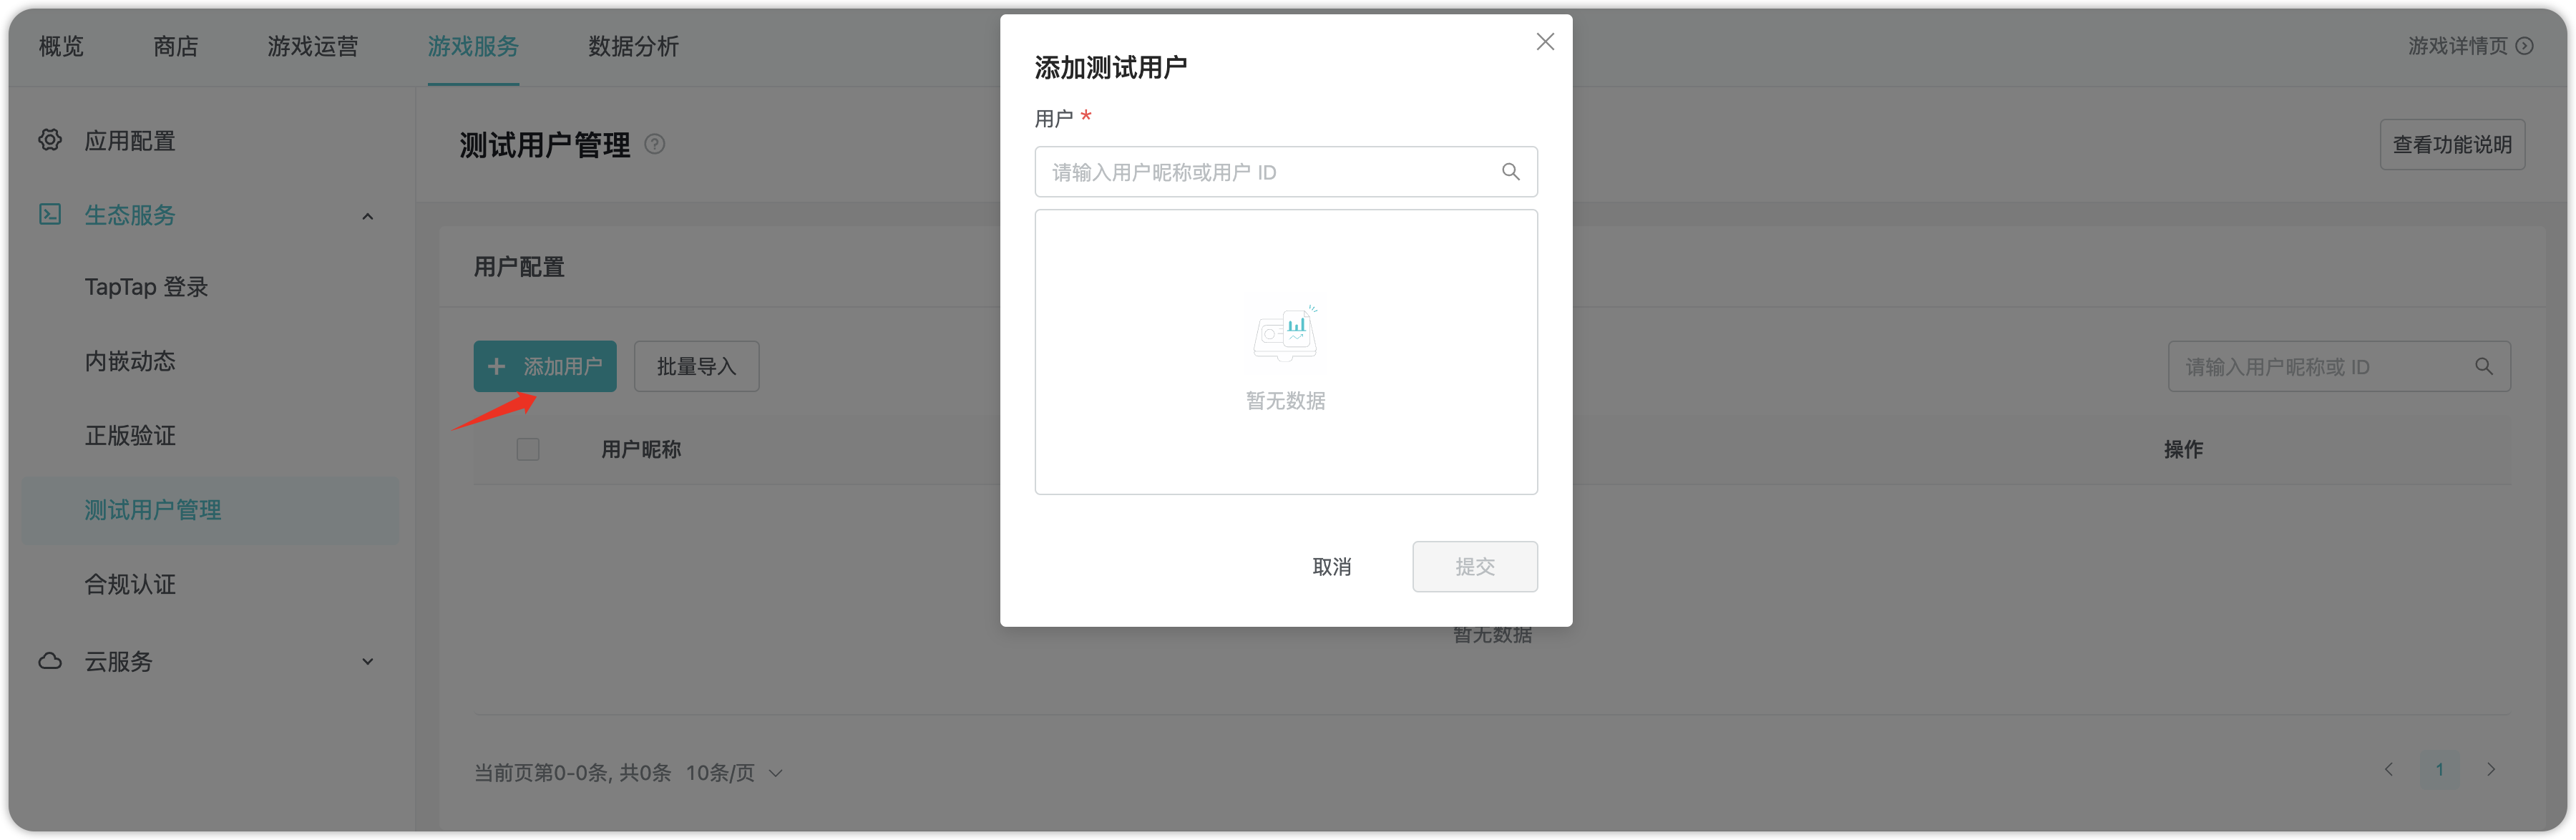 概览 商店 游戏运营 游戏服务 数据分析 游戏详情页
应用配置
生态服务
TapTap 登录
内嵌动态
正版验证
测试用户管理
合规认证
云服务
测试用户管理
查看功能说明
用户配置
添加用户 批量导入
请输入用户昵称或 ID
用户昵称 操作
暂无数据
当前页第0-0条, 共0条 10条/页
1
添加测试用户
用户 *
请输入用户昵称或用户 ID
暂无数据
取消 提交